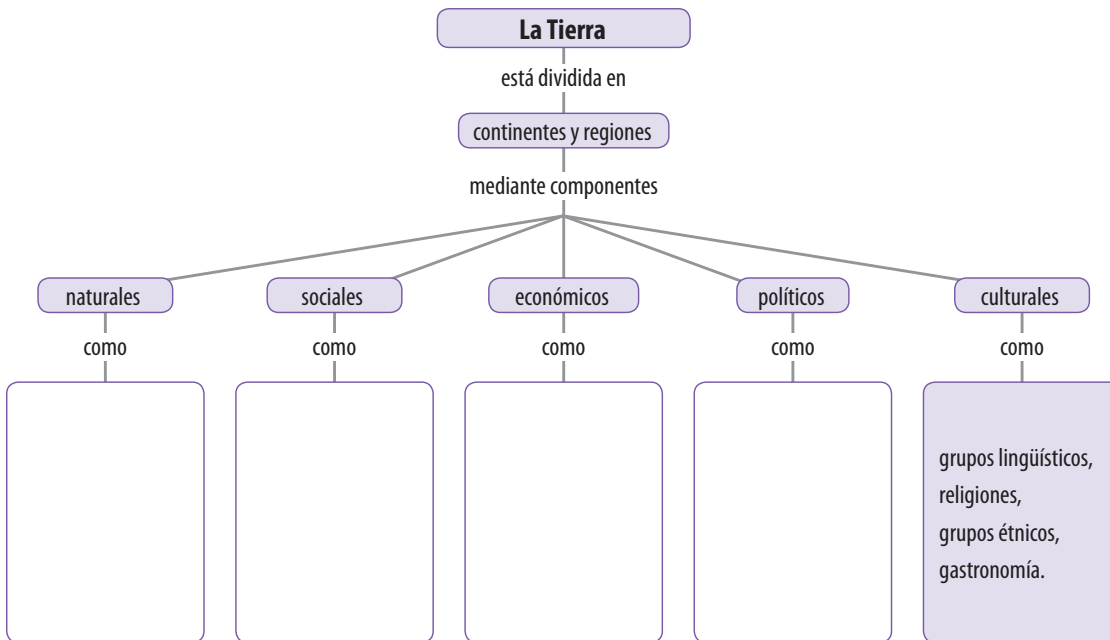 La Tierra
está dividida en
continentes y regiones
mediante componentes
naturales
sociales
económicos
políticos
culturales
como
como
como
como
como
grupos lingüísticos,
religiones,
grupos étnicos,
gastronomía.